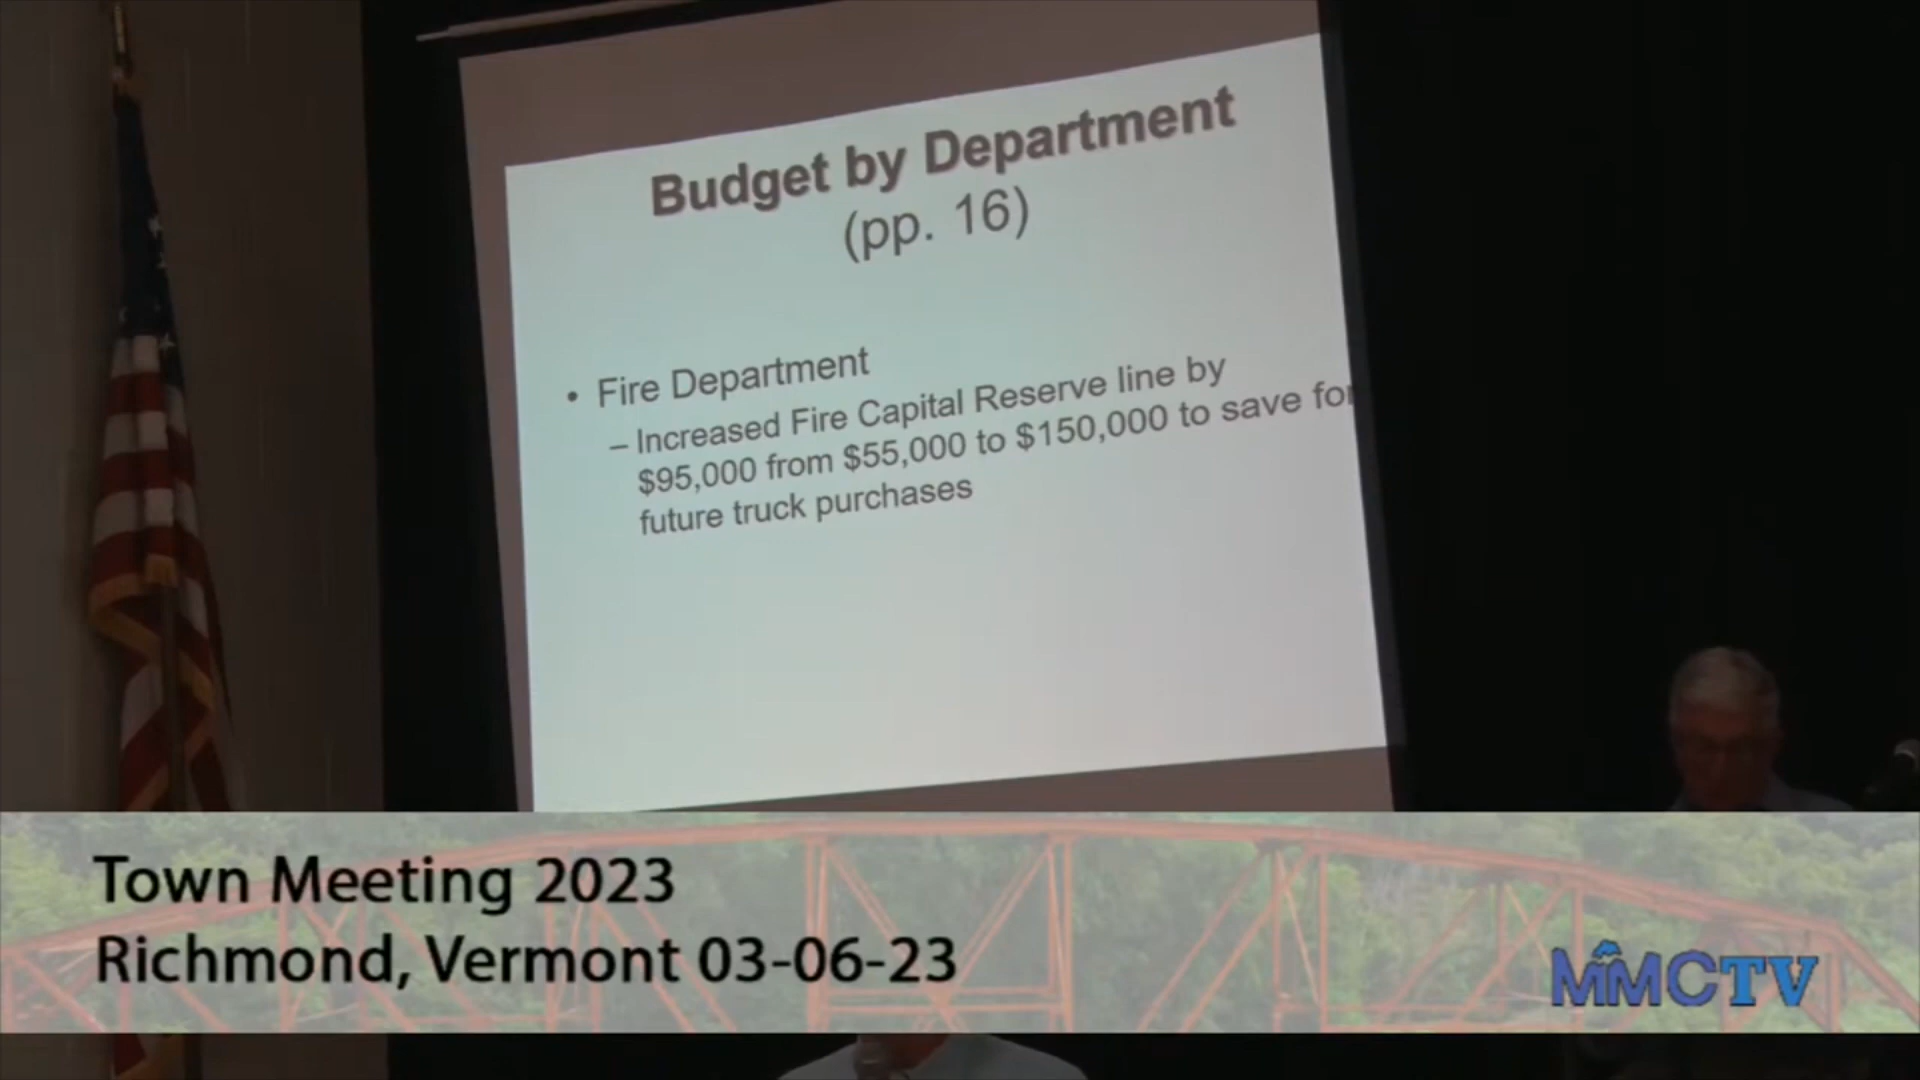 Budget by Department
(pp. 16)
• Fire Department
– Increased Fire Capital Reserve line by
$95,000 from $55,000 to $150,000 to save for
future truck purchases
Town Meeting 2023
Richmond, Vermont 03-06-23
MMCTV